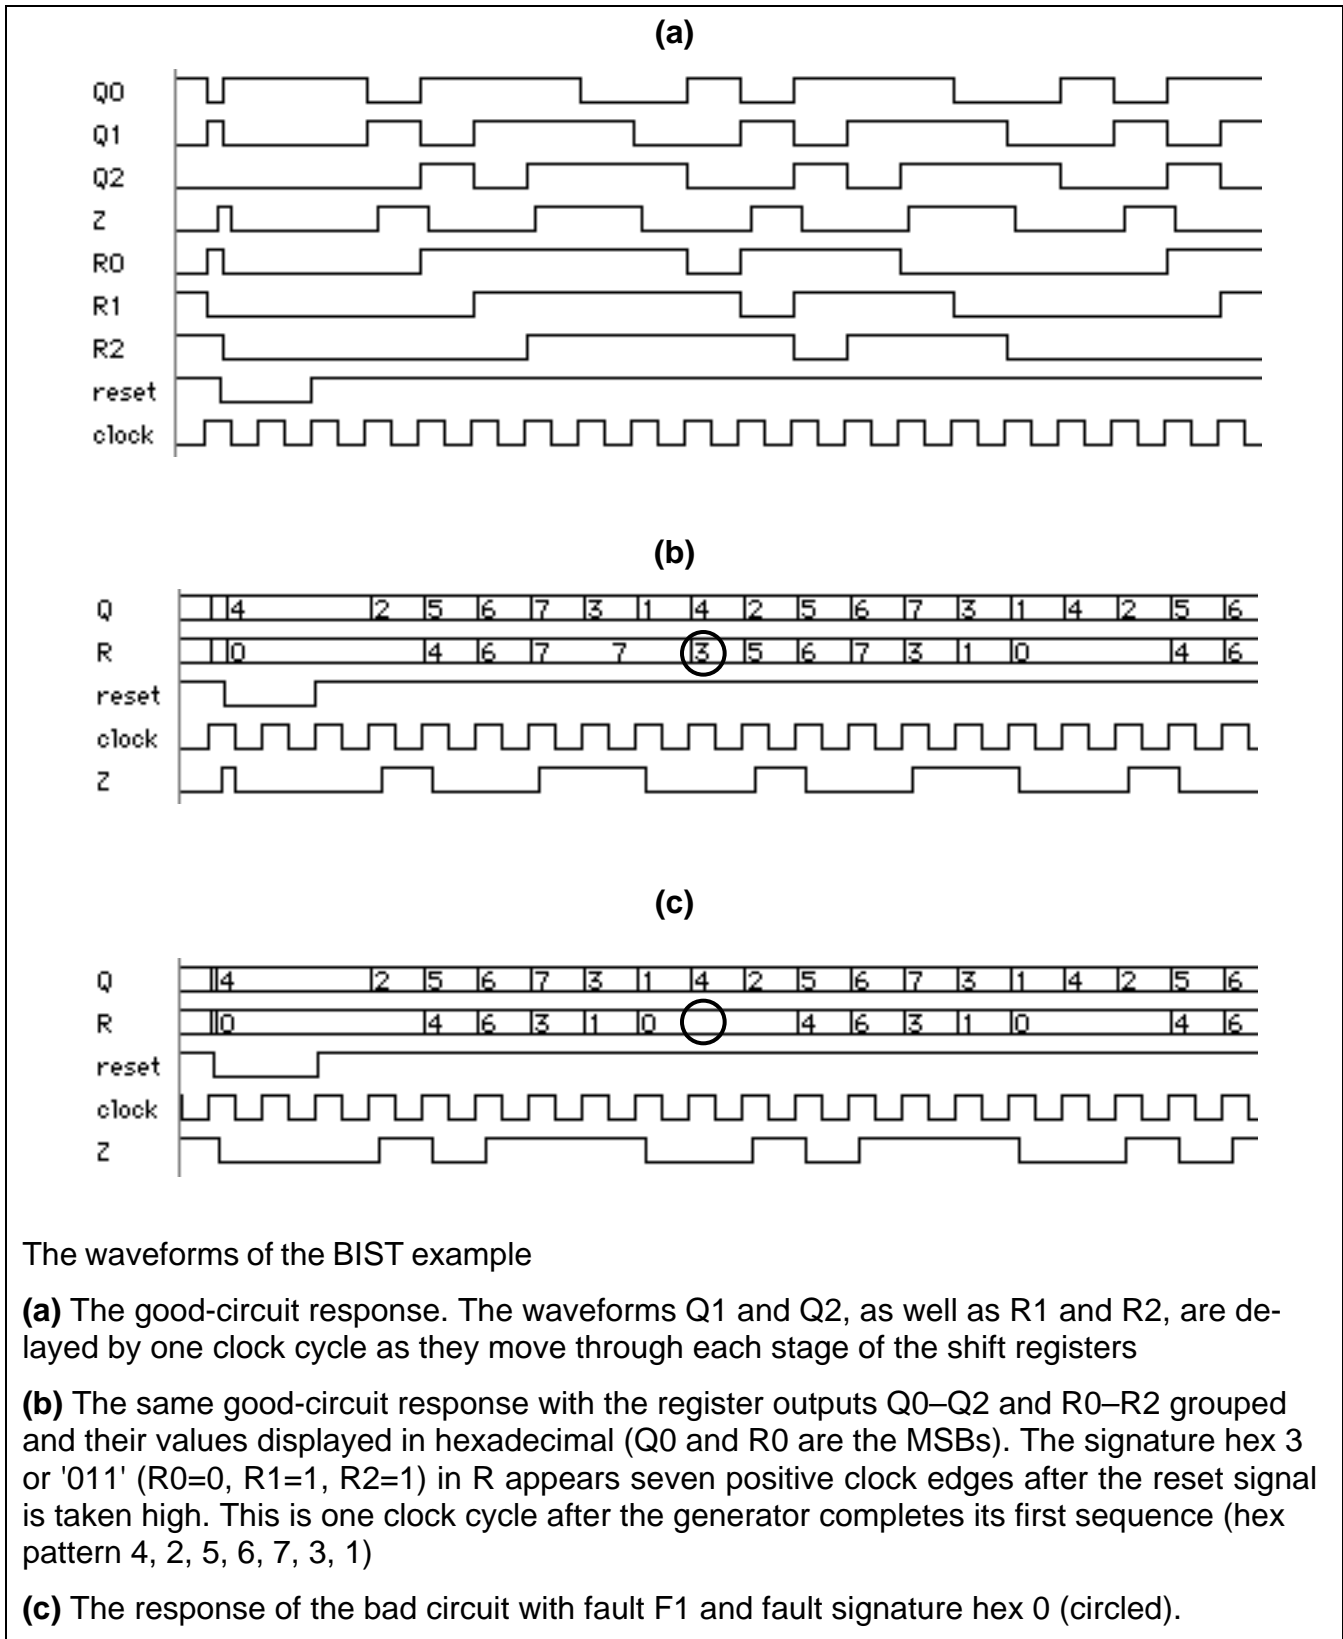 (a)
Q0
Q1
Q2
Z
R0
R1
R2
reset
clock
(b)
Q 4 2 5 6 7 3 1 4 2 5 6 7 3 1 4 2 5 6
R 0 4 6 7 7 3 5 6 7 3 1 0 4 6
reset
clock
Z
(c)
Q 4 2 5 6 7 3 1 4 2 5 6 7 3 1 4 2 5 6
R 0 4 6 3 1 0 4 6 3 1 0 4 6
reset
clock
Z
The waveforms of the BIST example
(a) The good-circuit response. The waveforms Q1 and Q2, as well as R1 and R2, are de-
layed by one clock cycle as they move through each stage of the shift registers
(b) The same good-circuit response with the register outputs Q0–Q2 and R0–R2 grouped
and their values displayed in hexadecimal (Q0 and R0 are the MSBs). The signature hex 3
or '011' (R0=0, R1=1, R2=1) in R appears seven positive clock edges after the reset signal
is taken high. This is one clock cycle after the generator completes its first sequence (hex
pattern 4, 2, 5, 6, 7, 3, 1)
(c) The response of the bad circuit with fault F1 and fault signature hex 0 (circled).